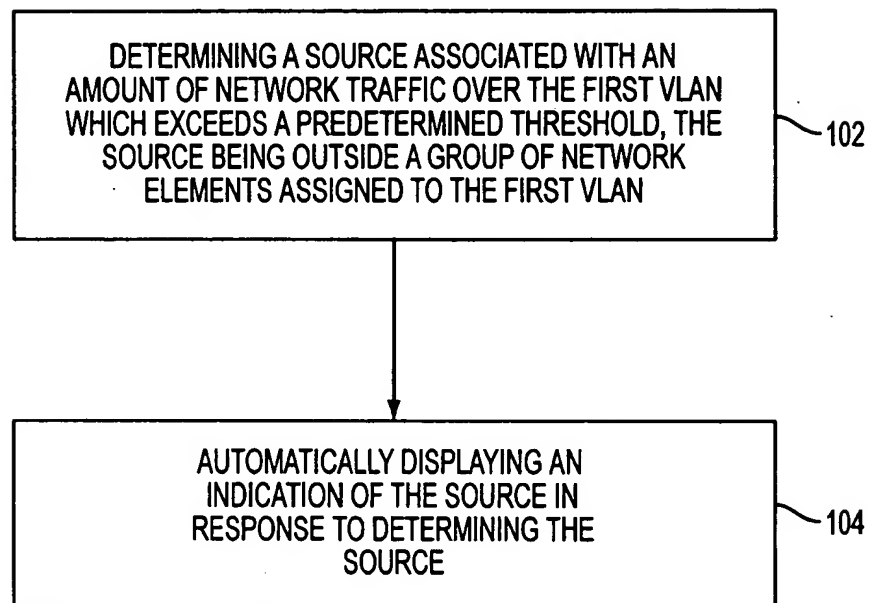 DETERMINING A SOURCE ASSOCIATED WITH AN
AMOUNT OF NETWORK TRAFFIC OVER THE FIRST VLAN
WHICH EXCEEDS A PREDETERMINED THRESHOLD, THE
SOURCE BEING OUTSIDE A GROUP OF NETWORK
ELEMENTS ASSIGNED TO THE FIRST VLAN
102
AUTOMATICALLY DISPLAYING AN
INDICATION OF THE SOURCE IN
RESPONSE TO DETERMINING THE
SOURCE
104